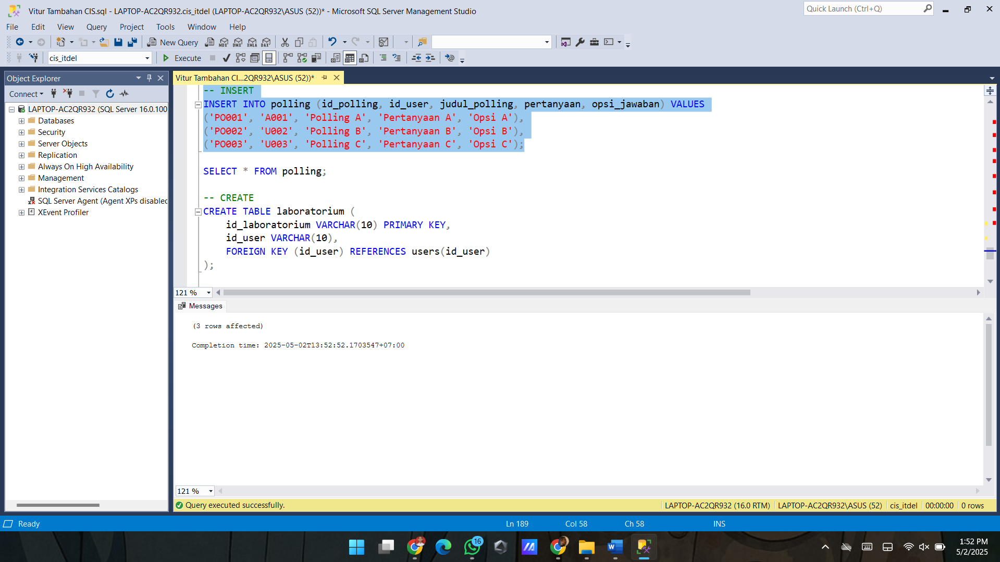 Vitur Tambahan CIS.sql - LAPTOP-AC2QR932.cis_itdel (LAPTOP-AC2QR932\ASUS (52))* - Microsoft SQL Server Management Studio
Quick Launch (Ctrl+Q)
File Edit View Query Project Tools Window Help
New Query MDX DMX XMLA DAX
cis_itdel Execute
Object Explorer
Connect
LAPTOP-AC2QR932 (SQL Server 16.0.100
Databases
Security
Server Objects
Replication
Always On High Availability
Management
Integration Services Catalogs
SQL Server Agent (Agent XPs disabled
XEvent Profiler
Vitur Tambahan CI...2QR932\ASUS (52))*
-- INSERT
INSERT INTO polling (id_polling, id_user, judul_polling, pertanyaan, opsi_jawaban) VALUES
('PO001', 'A001', 'Polling A', 'Pertanyaan A', 'Opsi A'),
('PO002', 'U002', 'Polling B', 'Pertanyaan B', 'Opsi B'),
('PO003', 'U003', 'Polling C', 'Pertanyaan C', 'Opsi C');
SELECT * FROM polling;
-- CREATE
CREATE TABLE laboratorium (
id_laboratorium VARCHAR(10) PRIMARY KEY,
id_user VARCHAR(10),
FOREIGN KEY (id_user) REFERENCES users(id_user)
);
121 %
Messages
(3 rows affected)
Completion time: 2025-05-02T13:52:52.1703547+07:00
121 %
Query executed successfully. LAPTOP-AC2QR932 (16.0 RTM) LAPTOP-AC2QR932\ASUS (52) cis_itdel 00:00:00 0 rows
Ready Ln 189 Col 58 Ch 58 INS
16
1:52 PM
5/2/2025